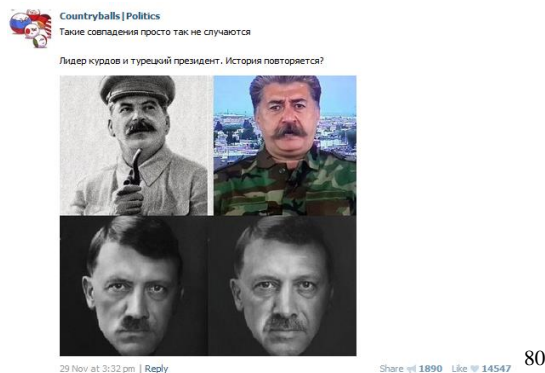 Countryballs | Politics
Такие совпадения просто так не случаются
Лидер курдов и турецкий президент. История повторяется?
29 Nov at 3:32 pm | Reply
Share 1890 Like 14547
80